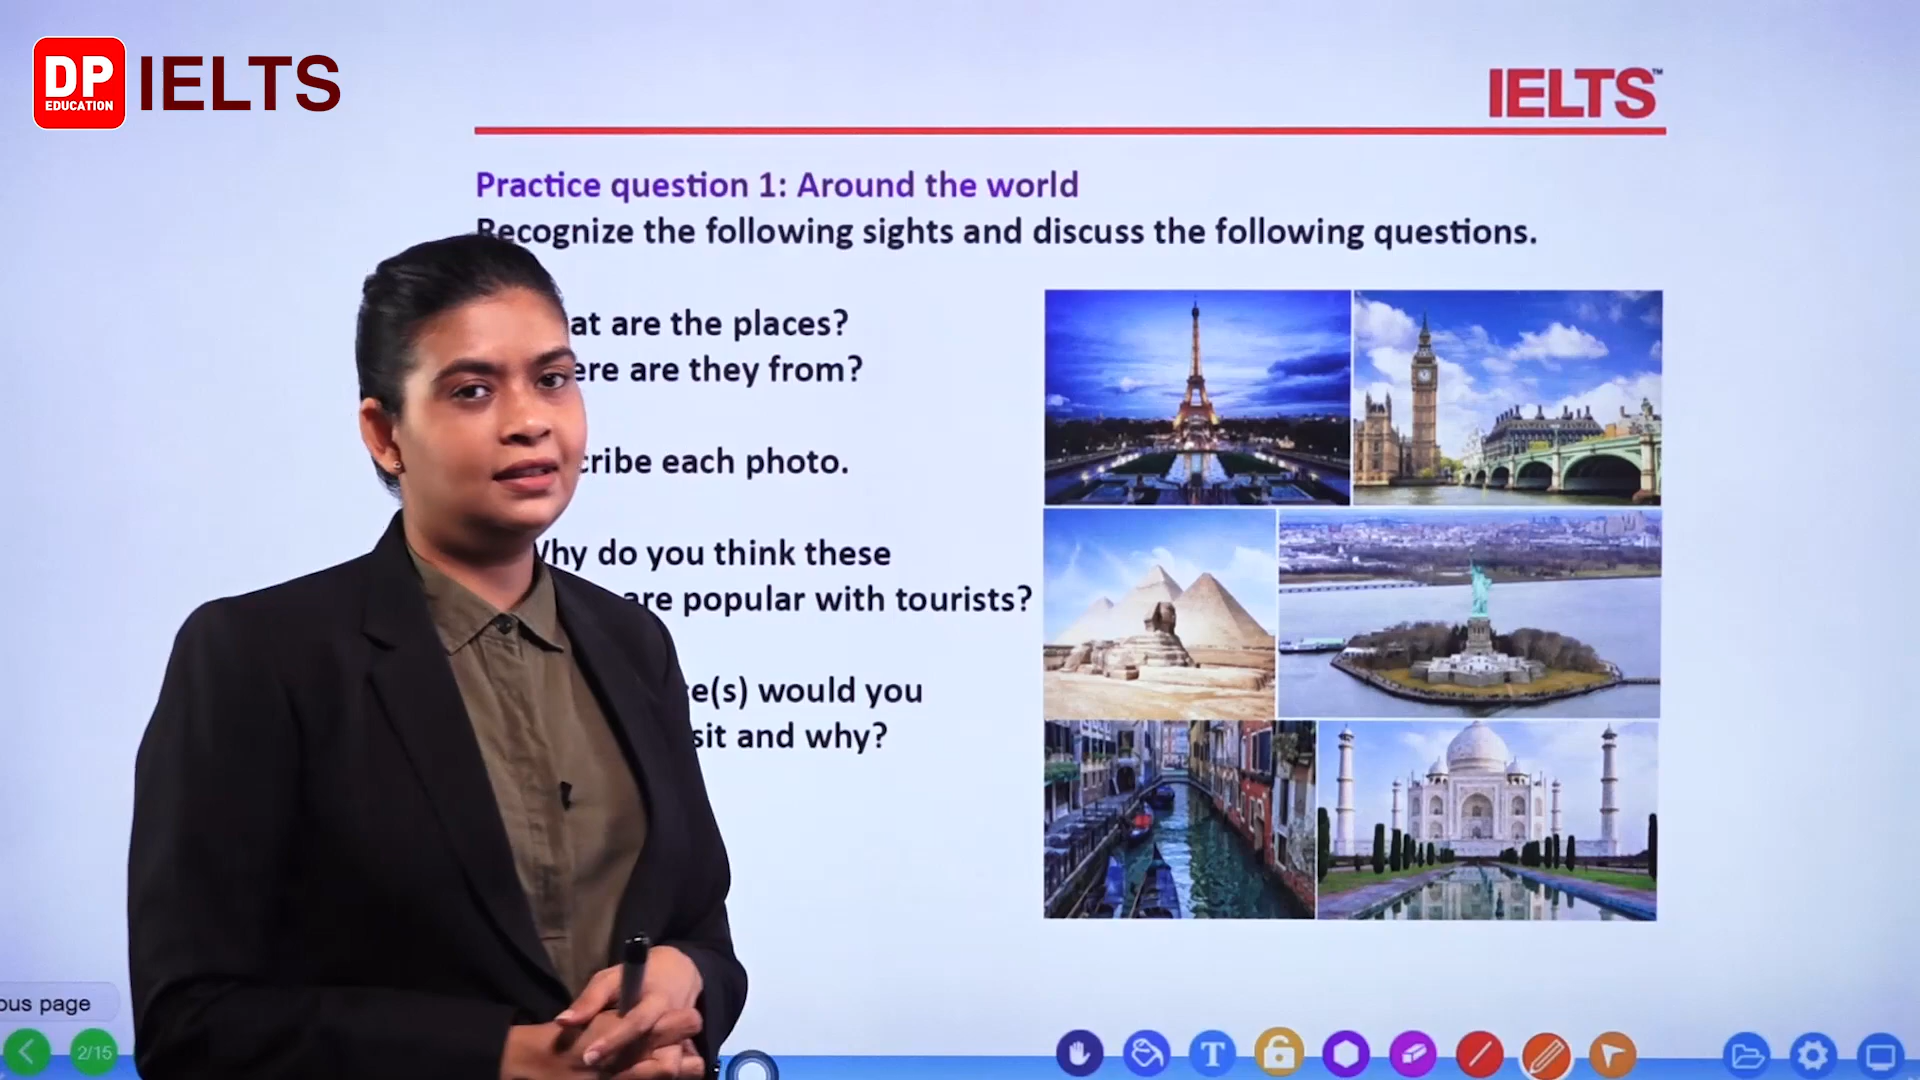 DP
EDUCATION
IELTS
IELTS™
Practice question 1: Around the world
Recognize the following sights and discuss the following questions.
at are the places?
ere are they from?
cribe each photo.
Why do you think these
are popular with tourists?
e(s) would you
sit and why?
ous page
2/15
T